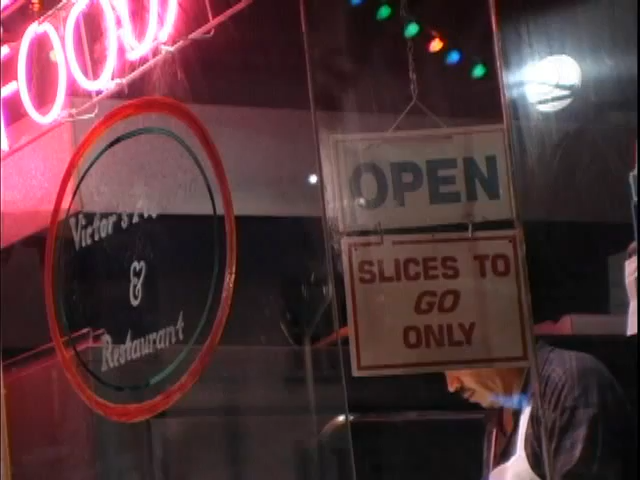 FOOD
Victor's
&
Restaurant
OPEN
SLICES TO
GO
ONLY